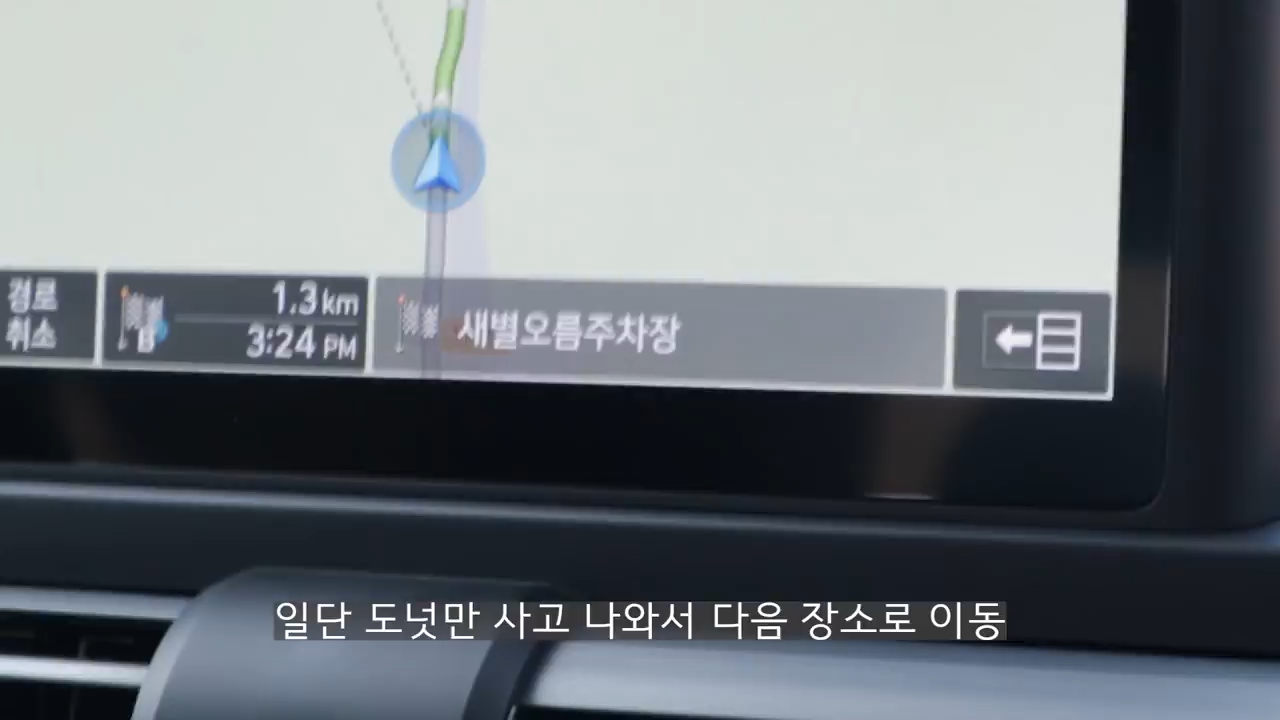 경로
취소
1.3 km
3:24 PM
새별오름주차장
일단 도넛만 사고 나와서 다음 장소로 이동